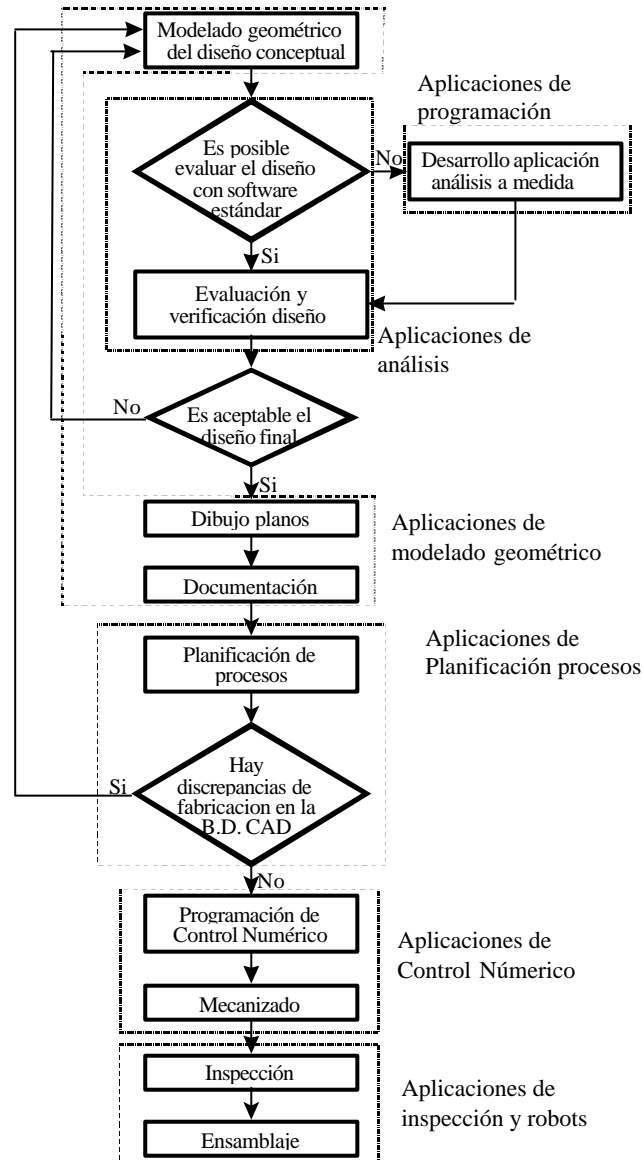 Modelado geométrico
del diseño conceptual
Aplicaciones de
programación
Es posible
evaluar el diseño
con software
estándar
No
Desarrollo aplicación
análisis a medida
Si
Evaluación y
verificación diseño
Aplicaciones de
análisis
No
Es aceptable el
diseño final
Si
Dibujo planos
Aplicaciones de
modelado geométrico
Documentación
Aplicaciones de
Planificación procesos
Planificación de
procesos
Hay
discrepancias de
fabricacion en la
B.D. CAD
Si
No
Programación de
Control Numérico
Aplicaciones de
Control Númerico
Mecanizado
Inspección
Aplicaciones de
inspección y robots
Ensamblaje